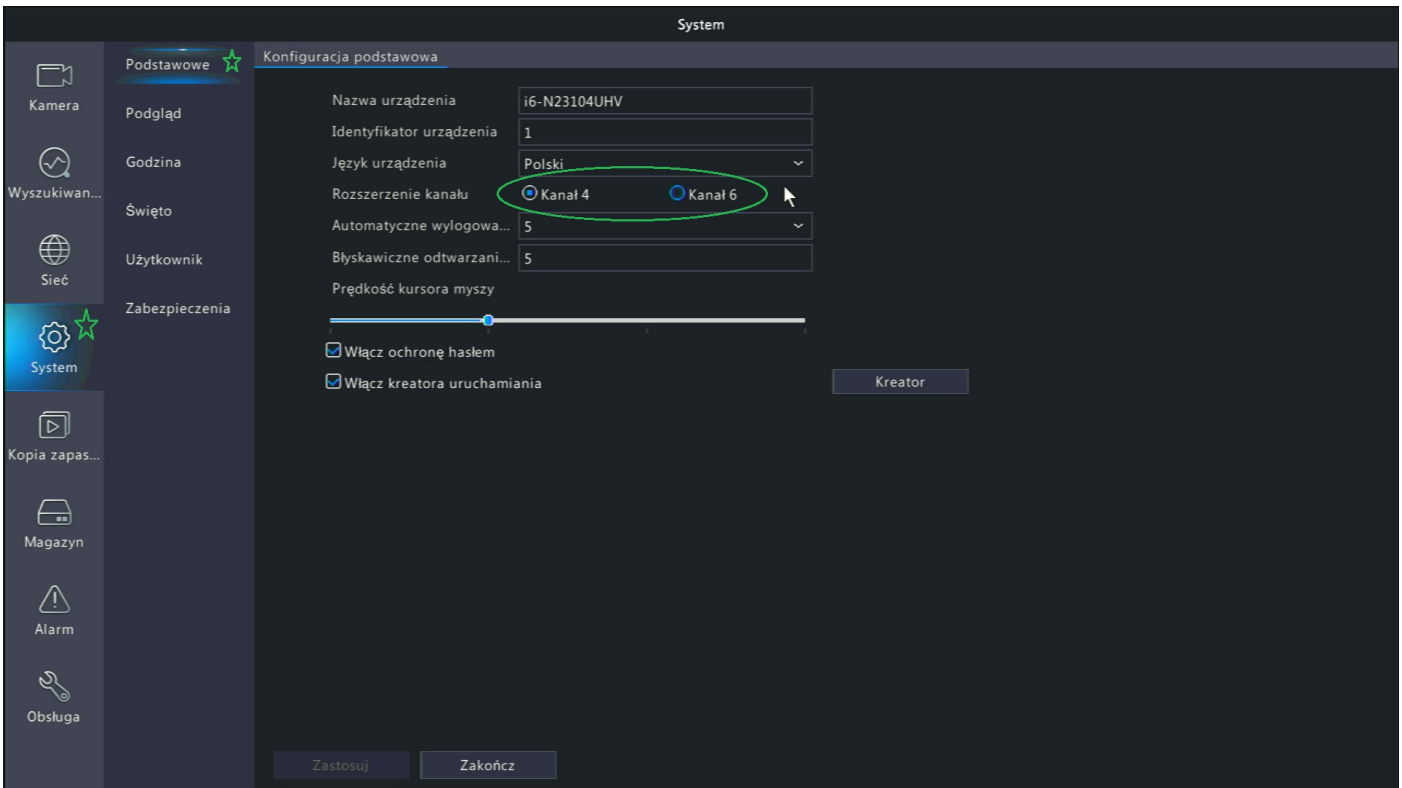 System
Kamera
Wyszukiwan...
Sieć
System
Kopia zapas...
Magazyn
Alarm
Obsługa
Podstawowe
Podgląd
Godzina
Święto
Użytkownik
Zabezpieczenia
Konfiguracja podstawowa
Nazwa urządzenia i6-N23104UHV
Identyfikator urządzenia 1
Język urządzenia Polski
Rozszerzenie kanału Kanał 4 Kanał 6
Automatyczne wylogowa... 5
Błyskawiczne odtwarzani... 5
Prędkość kursora myszy
Włącz ochronę hasłem
Włącz kreatora uruchamiania Kreator
Zastosuj Zakończ